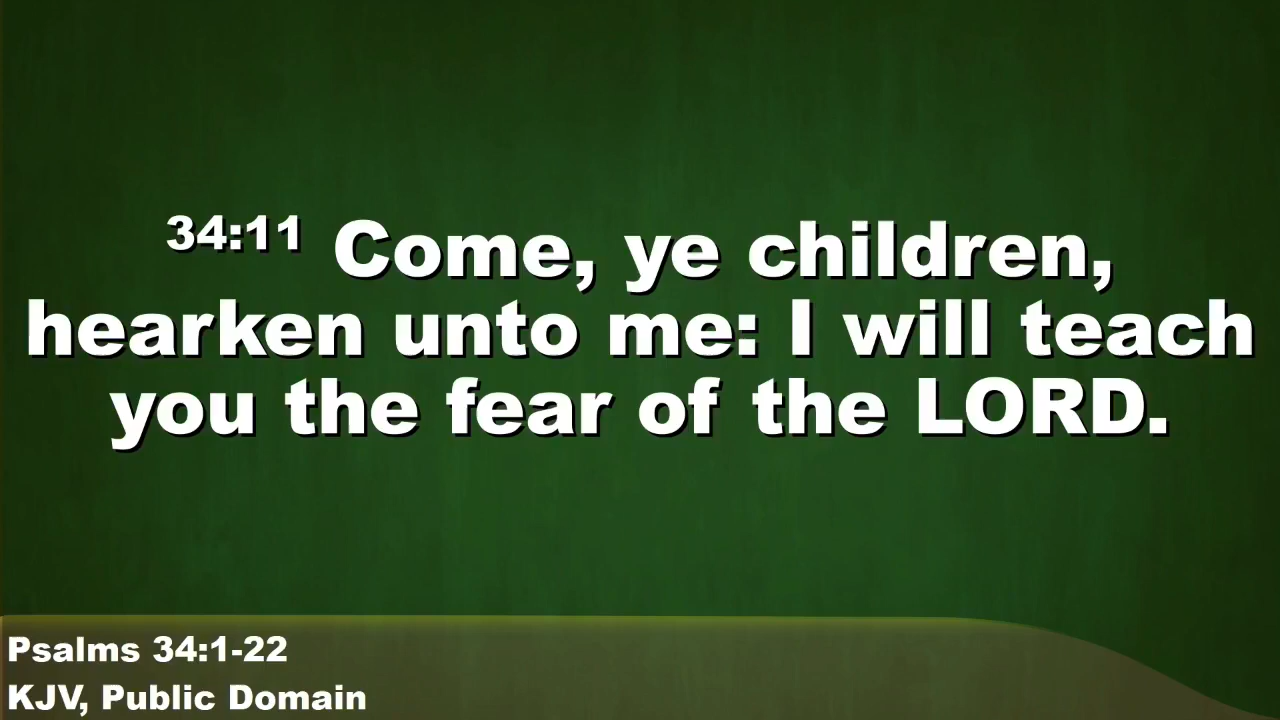 34:11 Come, ye children,
hearken unto me: I will teach
you the fear of the LORD.
Psalms 34:1-22
KJV, Public Domain